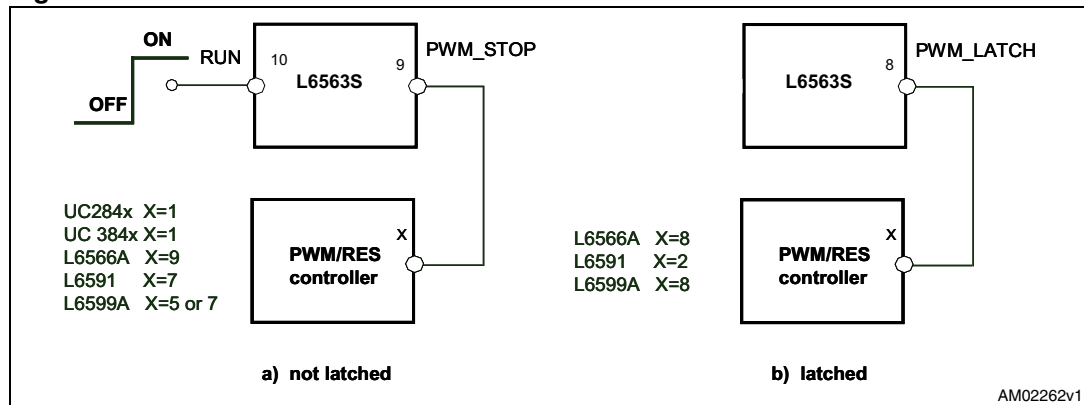 ON
RUN
OFF
10
9
L6563S
PWM_STOP
UC284x X=1
UC 384x X=1
L6566A X=9
L6591 X=7
L6599A X=5 or 7
X
PWM/RES
controller
a) not latched
8
L6563S
PWM_LATCH
L6566A X=8
L6591 X=2
L6599A X=8
X
PWM/RES
controller
b) latched
AM02262v1